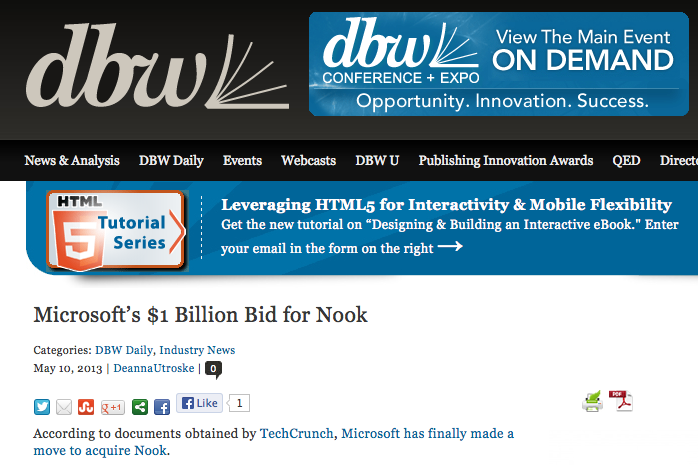 dbw
dbw
CONFERENCE + EXPO
View The Main Event
ON DEMAND
Opportunity. Innovation. Success.
News & Analysis DBW Daily Events Webcasts DBW U Publishing Innovation Awards QED Directo
HTML
5
Tutorial
Series
Leveraging HTML5 for Interactivity & Mobile Flexibility
Get the new tutorial on “Designing & Building an Interactive eBook." Enter
your email in the form on the right
Microsoft’s $1 Billion Bid for Nook
Categories: DBW Daily, Industry News
May 10, 2013 | DeannaUtroske | 0
g +1 f Like 1 PDF
According to documents obtained by TechCrunch, Microsoft has finally made a
move to acquire Nook.